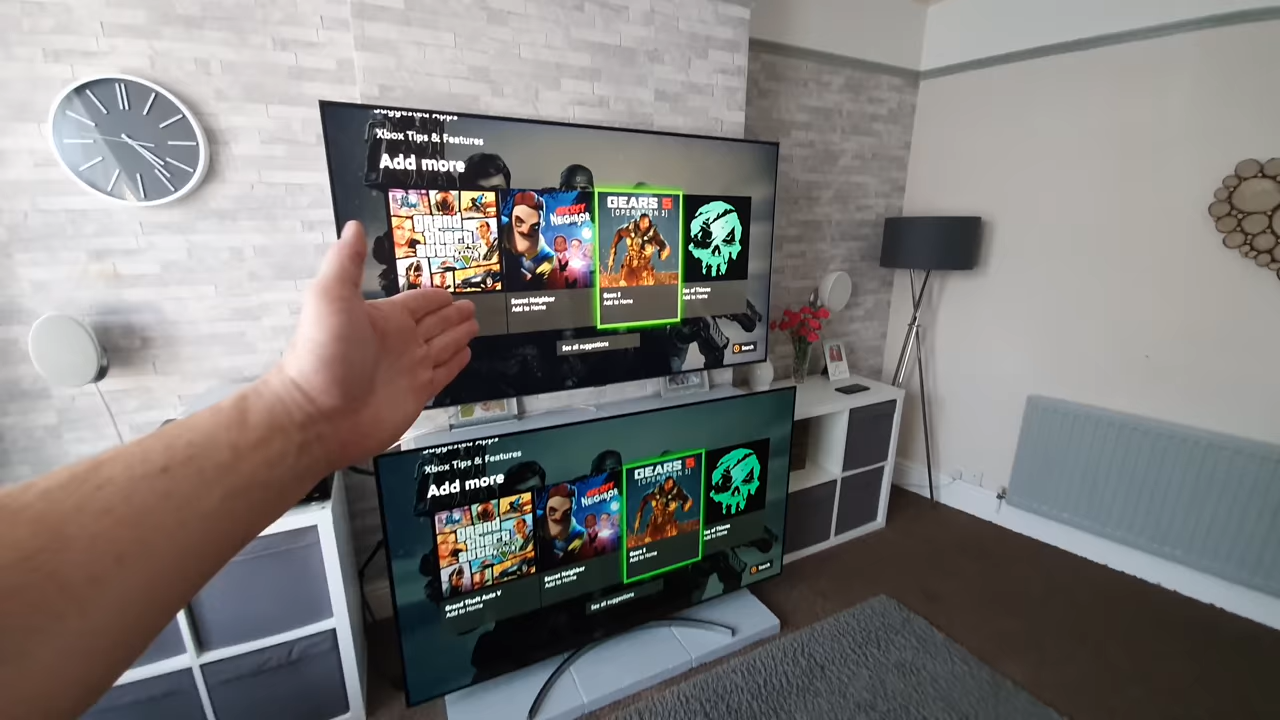 Suggested Apps
Xbox Tips & Features
Add more
grand
theft
auto
V
SECRET
NEIGHBOR
GEARS 5
[OPERATION 3]
Secret Neighbor
Add to Home
Gears 5
Add to Home
Sea of Thieves
Add to Home
See all suggestions
Search
Suggested Apps
Xbox Tips & Features
Add more
grand
theft
auto
V
SECRET
NEIGHBOR
GEARS 5
[OPERATION 3]
Grand Theft Auto V
Add to Home
Secret Neighbor
Add to Home
Gears 5
Add to Home
Sea of Thieves
Add to Home
See all suggestions
Search